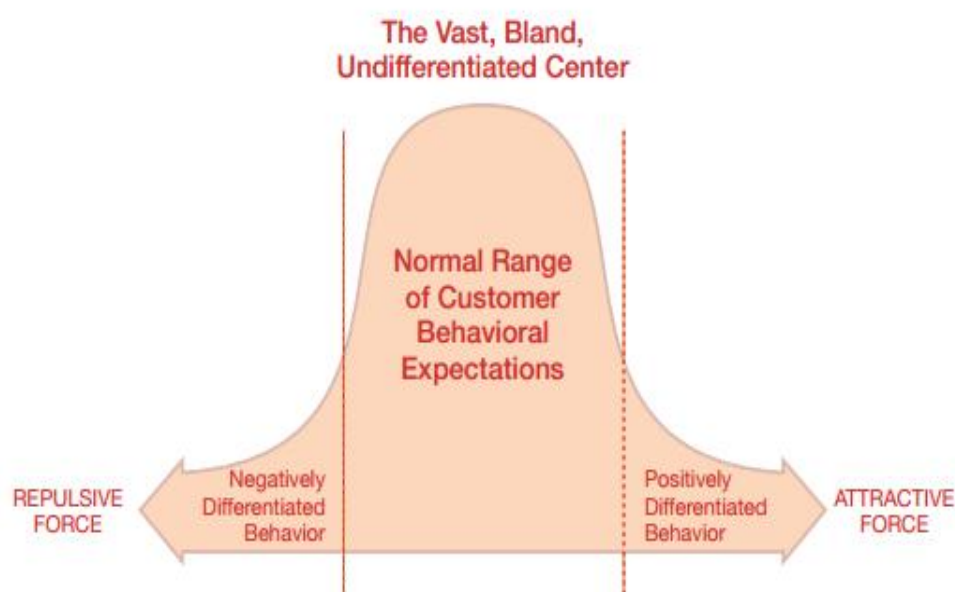 The Vast, Bland,
Undifferentiated Center
Normal Range
of Customer
Behavioral
Expectations
REPULSIVE
FORCE
Negatively
Differentiated
Behavior
Positively
Differentiated
Behavior
ATTRACTIVE
FORCE